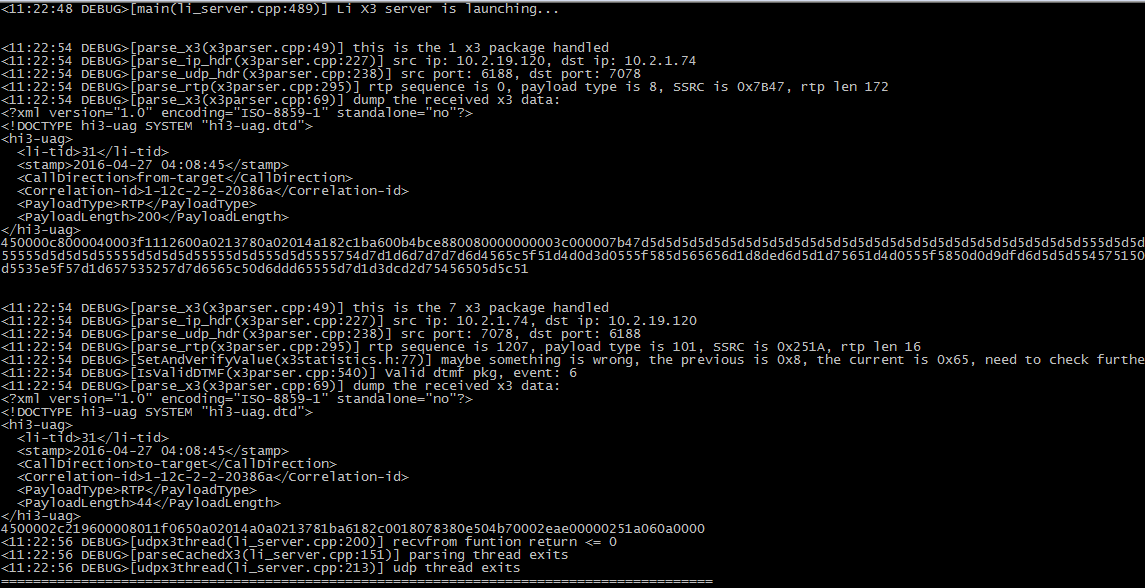 <11:22:48 DEBUG>[main(li_server.cpp:489)] Li X3 server is launching...
<11:22:54 DEBUG>[parse_x3(x3parser.cpp:49)] this is the 1 x3 package handled
<11:22:54 DEBUG>[parse_ip_hdr(x3parser.cpp:227)] src ip: 10.2.19.120, dst ip: 10.2.1.74
<11:22:54 DEBUG>[parse_udp_hdr(x3parser.cpp:238)] src port: 6188, dst port: 7078
<11:22:54 DEBUG>[parse_rtp(x3parser.cpp:295)] rtp sequence is 0, payload type is 8, SSRC is 0x7B47, rtp len 172
<11:22:54 DEBUG>[parse_x3(x3parser.cpp:69)] dump the received x3 data:
<?xml version="1.0" encoding="ISO-8859-1" standalone="no"?>
<!DOCTYPE hi3-uag SYSTEM "hi3-uag.dtd">
<hi3-uag>
<li-tid>31</li-tid>
<stamp>2016-04-27 04:08:45</stamp>
<CallDirection>from-target</CallDirection>
<Correlation-id>1-12c-2-2-20386a</Correlation-id>
<PayloadType>RTP</PayloadType>
<PayloadLength>200</PayloadLength>
</hi3-uag>
<11:22:54 DEBUG>[parse_x3(x3parser.cpp:49)] this is the 7 x3 package handled
<11:22:54 DEBUG>[parse_ip_hdr(x3parser.cpp:227)] src ip: 10.2.1.74, dst ip: 10.2.19.120
<11:22:54 DEBUG>[parse_udp_hdr(x3parser.cpp:238)] src port: 7078, dst port: 6188
<11:22:54 DEBUG>[parse_rtp(x3parser.cpp:295)] rtp sequence is 1207, payload type is 101, SSRC is 0x251A, rtp len 16
<11:22:54 DEBUG>[SetAndVerifyValue(x3statistics.h:77)] maybe something is wrong, the previous is 0x8, the current is 0x65, need to check furthe
<11:22:54 DEBUG>[IsValidDTMF(x3parser.cpp:540)] Valid dtmf pkg, event: 6
<11:22:54 DEBUG>[parse_x3(x3parser.cpp:69)] dump the received x3 data:
<?xml version="1.0" encoding="ISO-8859-1" standalone="no"?>
<!DOCTYPE hi3-uag SYSTEM "hi3-uag.dtd">
<hi3-uag>
<li-tid>31</li-tid>
<stamp>2016-04-27 04:08:45</stamp>
<CallDirection>to-target</CallDirection>
<Correlation-id>1-12c-2-2-20386a</Correlation-id>
<PayloadType>RTP</PayloadType>
<PayloadLength>44</PayloadLength>
</hi3-uag>
4500002c219600008011f0650a02014a0a0213781ba6182c0018078380e504b70002eae00000251a060a0000
<11:22:56 DEBUG>[udpx3thread(li_server.cpp:200)] recvfrom funtion return <= 0
<11:22:56 DEBUG>[parseCachedX3(li_server.cpp:151)] parsing thread exits
<11:22:56 DEBUG>[udpx3thread(li_server.cpp:213)] udp thread exits